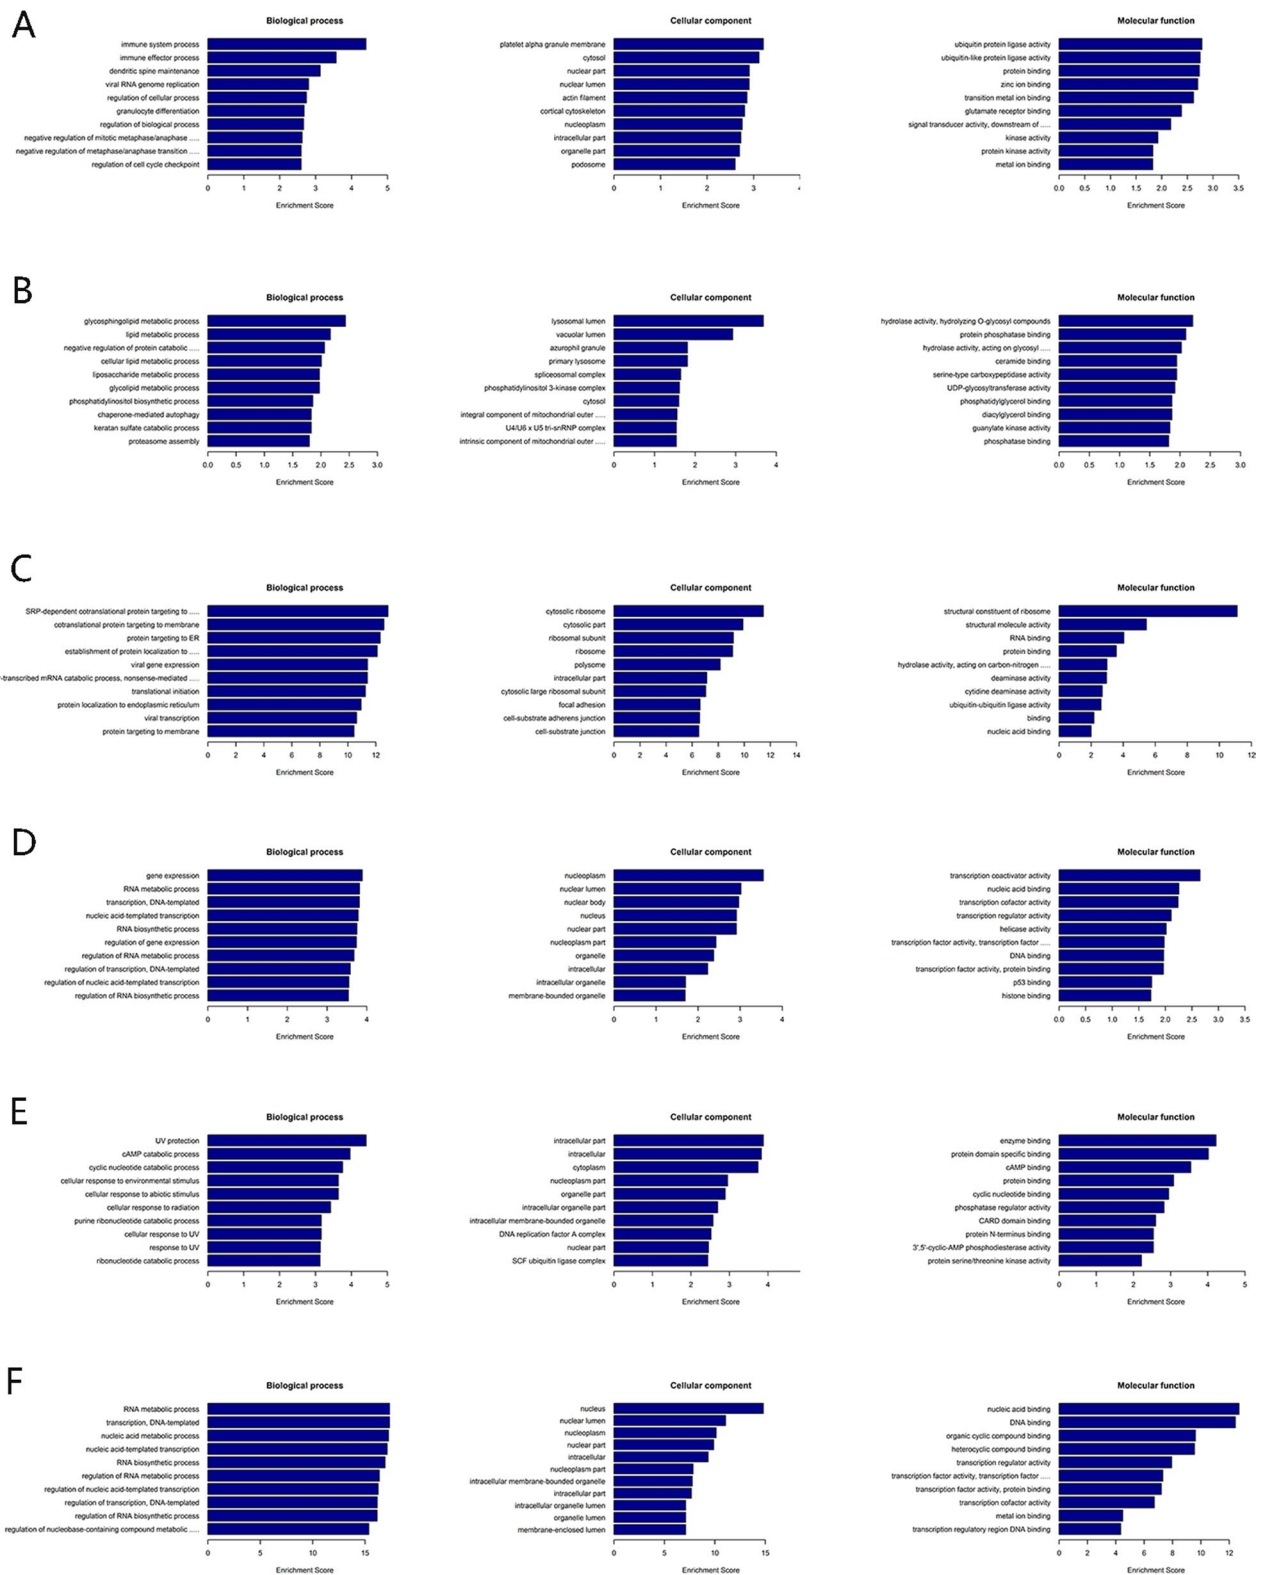 A
Biological process
immune system process
immune effector process
dendritic spine maintenance
viral RNA genome replication
regulation of cellular process
granulocyte differentiation
regulation of biological process
negative regulation of mitotic metaphase/anaphase .....
negative regulation of metaphase/anaphase transition .....
regulation of cell cycle checkpoint
0 1 2 3 4 5
Enrichment Score
Cellular component
platelet alpha granule membrane
cytosol
nuclear part
nuclear lumen
actin filament
cortical cytoskeleton
nucleoplasm
intracellular part
organelle part
podosome
0 1 2 3 4
Enrichment Score
Molecular function
ubiquitin protein ligase activity
ubiquitin-like protein ligase activity
protein binding
zinc ion binding
transition metal ion binding
glutamate receptor binding
signal transducer activity, downstream of .....
kinase activity
protein kinase activity
metal ion binding
0.0 0.5 1.0 1.5 2.0 2.5 3.0 3.5
Enrichment Score
B
Biological process
glycosphingolipid metabolic process
lipid metabolic process
negative regulation of protein catabolic .....
cellular lipid metabolic process
liposaccharide metabolic process
glycolipid metabolic process
phosphatidylinositol biosynthetic process
chaperone-mediated autophagy
keratan sulfate catabolic process
proteasome assembly
0.0 0.5 1.0 1.5 2.0 2.5 3.0
Enrichment Score
Cellular component
lysosomal lumen
vacuolar lumen
azurophil granule
primary lysosome
spliceosomal complex
phosphatidylinositol 3-kinase complex
cytosol
integral component of mitochondrial outer .....
U4/U6 x U5 tri-snRNP complex
intrinsic component of mitochondrial outer .....
0 1 2 3 4
Enrichment Score
Molecular function
hydrolase activity, hydrolyzing O-glycosyl compounds
protein phosphatase binding
hydrolase activity, acting on glycosyl .....
ceramide binding
serine-type carboxypeptidase activity
UDP-glycosyltransferase activity
phosphatidylglycerol binding
diacylglycerol binding
guanylate kinase activity
phosphatase binding
0.0 0.5 1.0 1.5 2.0 2.5 3.0
Enrichment Score
C
Biological process
SRP-dependent cotranslational protein targeting to .....
cotranslational protein targeting to membrane
protein targeting to ER
establishment of protein localization to .....
viral gene expression
-transcribed mRNA catabolic process, nonsense-mediated .....
translational initiation
protein localization to endoplasmic reticulum
viral transcription
protein targeting to membrane
0 2 4 6 8 10 12
Enrichment Score
Cellular component
cytosolic ribosome
cytosolic part
ribosomal subunit
ribosome
polysome
intracellular part
cytosolic large ribosomal subunit
focal adhesion
cell-substrate adherens junction
cell-substrate junction
0 2 4 6 8 10 12 14
Enrichment Score
Molecular function
structural constituent of ribosome
structural molecule activity
RNA binding
protein binding
hydrolase activity, acting on carbon-nitrogen .....
deaminase activity
cytidine deaminase activity
ubiquitin-ubiquitin ligase activity
binding
nucleic acid binding
0 2 4 6 8 10 12
Enrichment Score
D
Biological process
gene expression
RNA metabolic process
transcription, DNA-templated
nucleic acid-templated transcription
RNA biosynthetic process
regulation of gene expression
regulation of RNA metabolic process
regulation of transcription, DNA-templated
regulation of nucleic acid-templated transcription
regulation of RNA biosynthetic process
0 1 2 3 4
Enrichment Score
Cellular component
nucleoplasm
nuclear lumen
nuclear body
nucleus
nuclear part
nucleoplasm part
organelle
intracellular
intracellular organelle
membrane-bounded organelle
0 1 2 3 4
Enrichment Score
Molecular function
transcription coactivator activity
nucleic acid binding
transcription cofactor activity
transcription regulator activity
helicase activity
transcription factor activity, transcription factor .....
DNA binding
transcription factor activity, protein binding
p53 binding
histone binding
0.0 0.5 1.0 1.5 2.0 2.5 3.0 3.5
Enrichment Score
E
Biological process
UV protection
cAMP catabolic process
cyclic nucleotide catabolic process
cellular response to environmental stimulus
cellular response to abiotic stimulus
cellular response to radiation
purine ribonucleotide catabolic process
cellular response to UV
response to UV
ribonucleotide catabolic process
0 1 2 3 4 5
Enrichment Score
Cellular component
intracellular part
intracellular
cytoplasm
nucleoplasm part
organelle part
intracellular organelle part
intracellular membrane-bounded organelle
DNA replication factor A complex
nuclear part
SCF ubiquitin ligase complex
0 1 2 3 4
Enrichment Score
Molecular function
enzyme binding
protein domain specific binding
cAMP binding
protein binding
cyclic nucleotide binding
phosphatase regulator activity
CARD domain binding
protein N-terminus binding
3',5'-cyclic-AMP phosphodiesterase activity
protein serine/threonine kinase activity
0 1 2 3 4 5
Enrichment Score
F
Biological process
RNA metabolic process
transcription, DNA-templated
nucleic acid metabolic process
nucleic acid-templated transcription
RNA biosynthetic process
regulation of RNA metabolic process
regulation of nucleic acid-templated transcription
regulation of transcription, DNA-templated
regulation of RNA biosynthetic process
regulation of nucleobase-containing compound metabolic .....
0 5 10 15
Enrichment Score
Cellular component
nucleus
nuclear lumen
nucleoplasm
nuclear part
intracellular
nucleoplasm part
intracellular membrane-bounded organelle
intracellular part
intracellular organelle lumen
organelle lumen
membrane-enclosed lumen
0 5 10 15
Enrichment Score
Molecular function
nucleic acid binding
DNA binding
organic cyclic compound binding
heterocyclic compound binding
transcription regulator activity
transcription factor activity, transcription factor .....
transcription factor activity, protein binding
transcription cofactor activity
metal ion binding
transcription regulatory region DNA binding
0 2 4 6 8 10 12
Enrichment Score